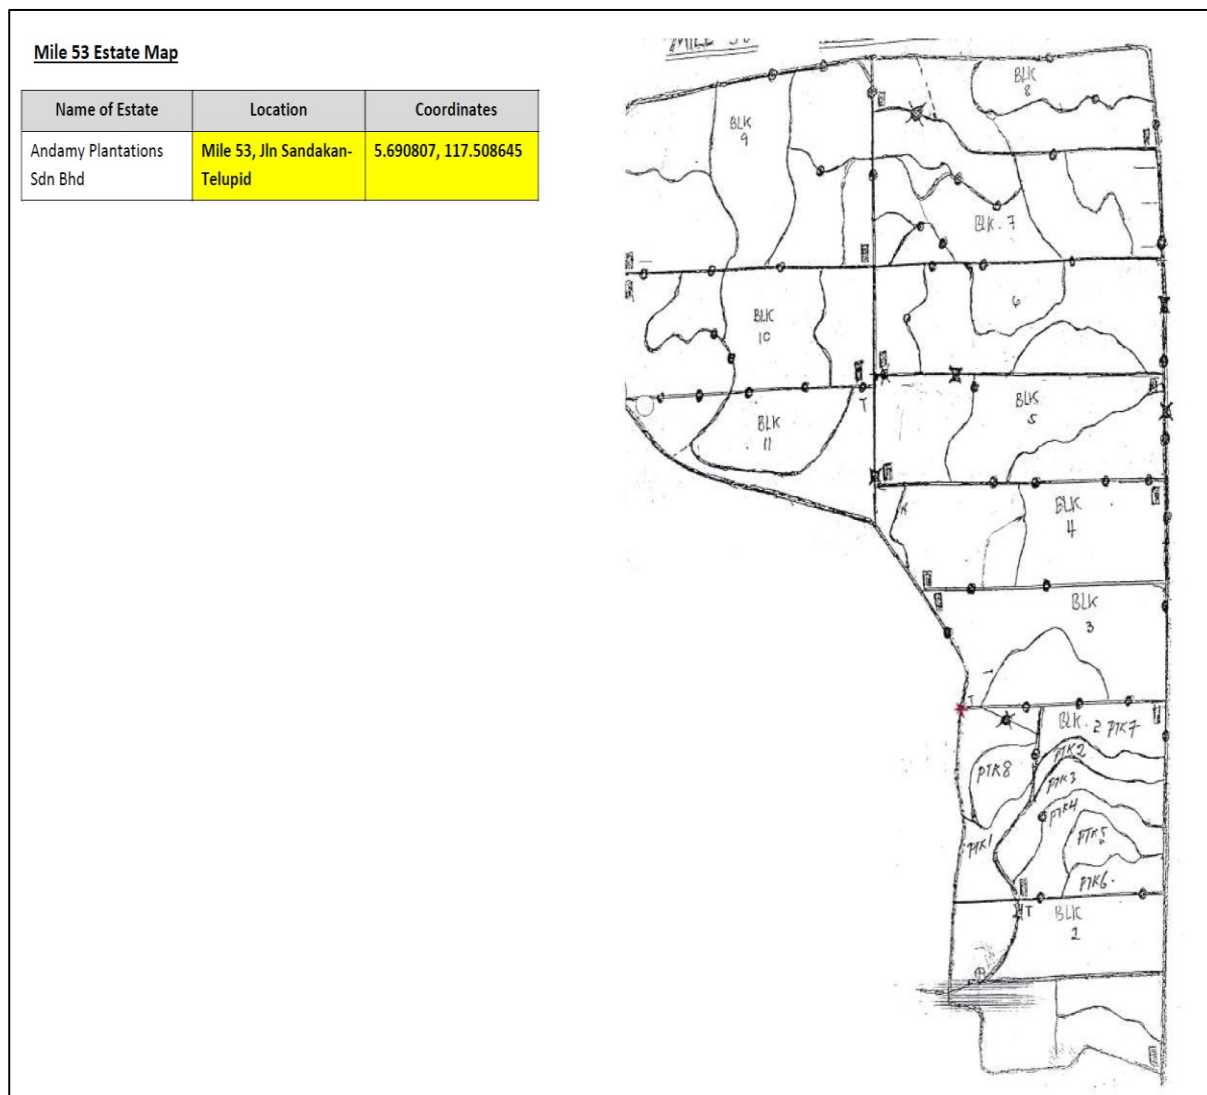 Mile 53 Estate Map
Name of Estate Location Coordinates
Andamy Plantations Sdn Bhd Mile 53, Jln Sandakan-Telupid 5.690807, 117.508645
BLK
8
BLK
9
BLK. 7
6
BLK
10
BLK
5
T
BLK
11
BLK
4
BLK
3
T
BLK. 2 PTK7
PTK2
PTK8
PTK3
PTK4
PTK5
PTK1
PTK6.
T
BLK
2